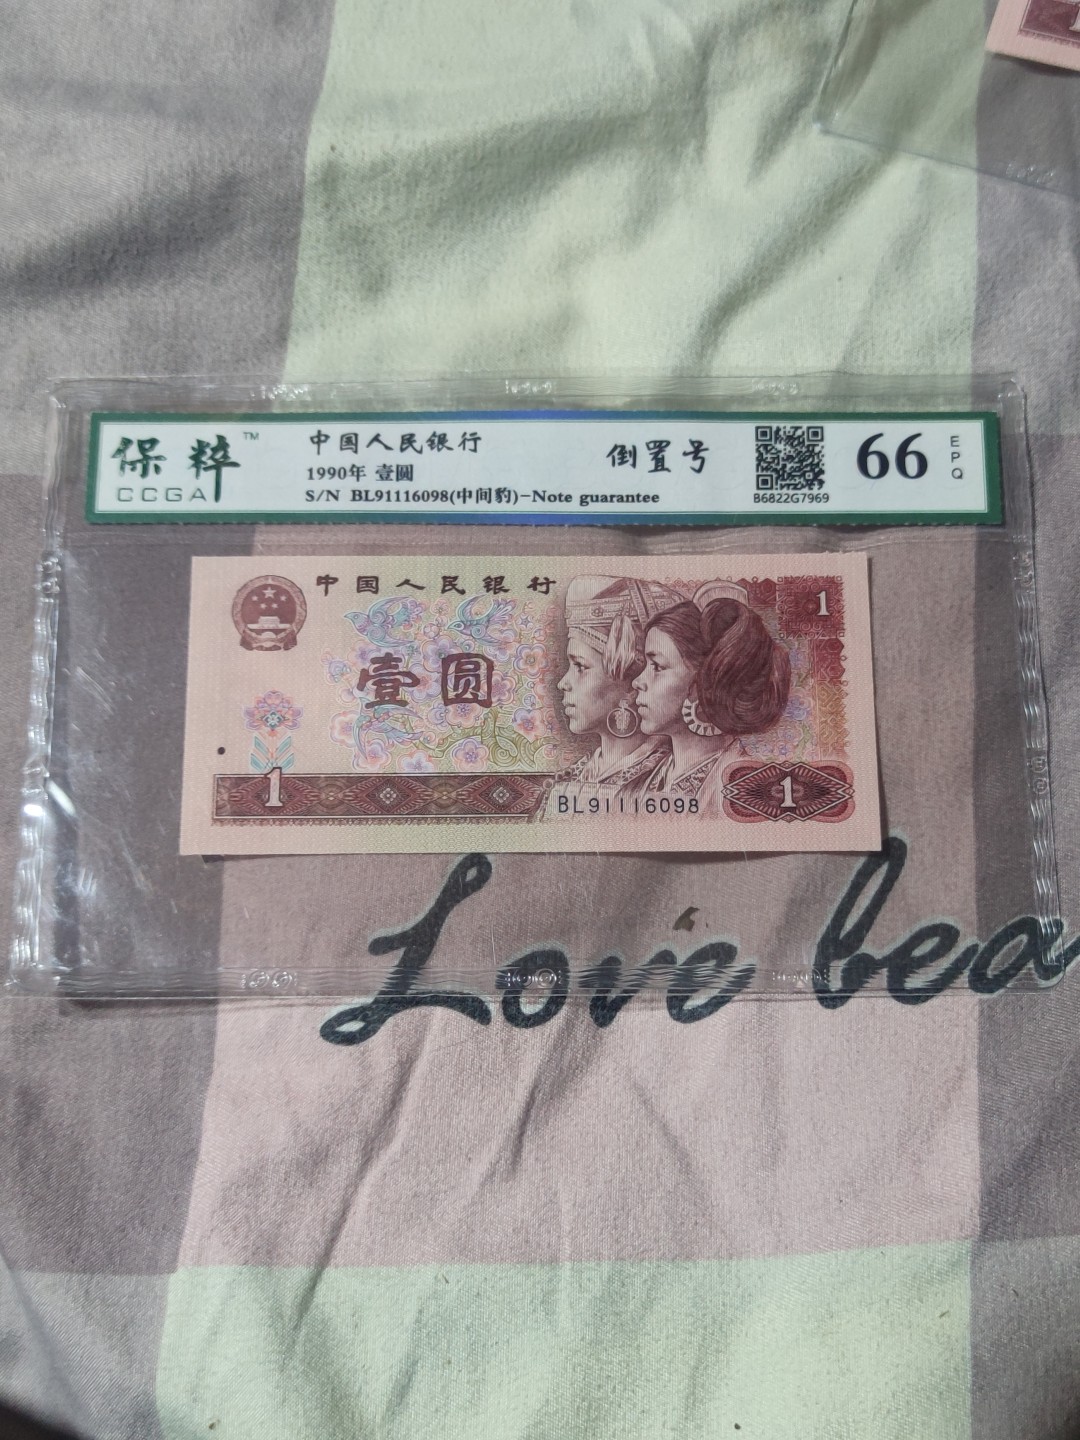 保粹™
CCGA
中国人民银行
1990年 壹圆
S/N BL91116098(中间豹)-Note guarantee
倒置号
B6822G7969
66
EPQ
中国人民银行
1
壹圆
1
BL91116098
1
Love bea